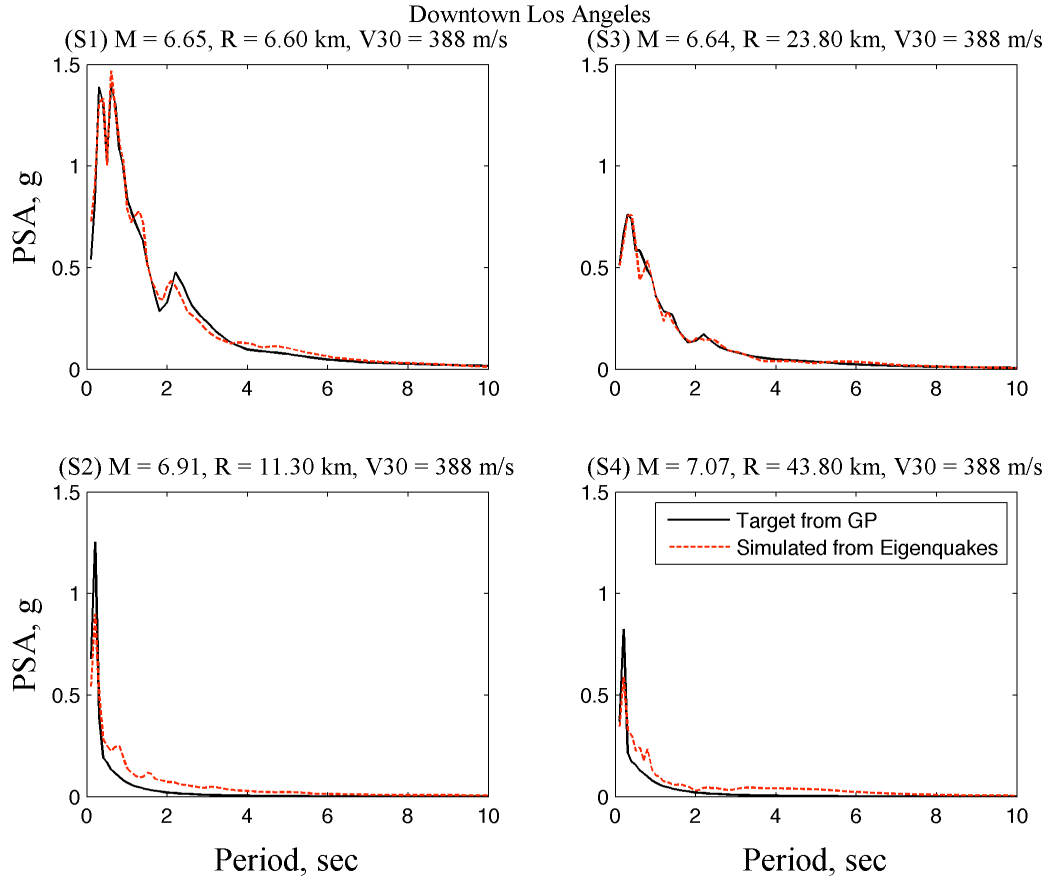 Downtown Los Angeles
(S1) M = 6.65, R = 6.60 km, V30 = 388 m/s
1.5
1
0.5
0
PSA, g
0 2 4 6 8 10
(S3) M = 6.64, R = 23.80 km, V30 = 388 m/s
1.5
1
0.5
0
0 2 4 6 8 10
(S2) M = 6.91, R = 11.30 km, V30 = 388 m/s
1.5
1
0.5
0
PSA, g
0 2 4 6 8 10
Period, sec
(S4) M = 7.07, R = 43.80 km, V30 = 388 m/s
1.5
1
0.5
0
Target from GP
Simulated from Eigenquakes
0 2 4 6 8 10
Period, sec